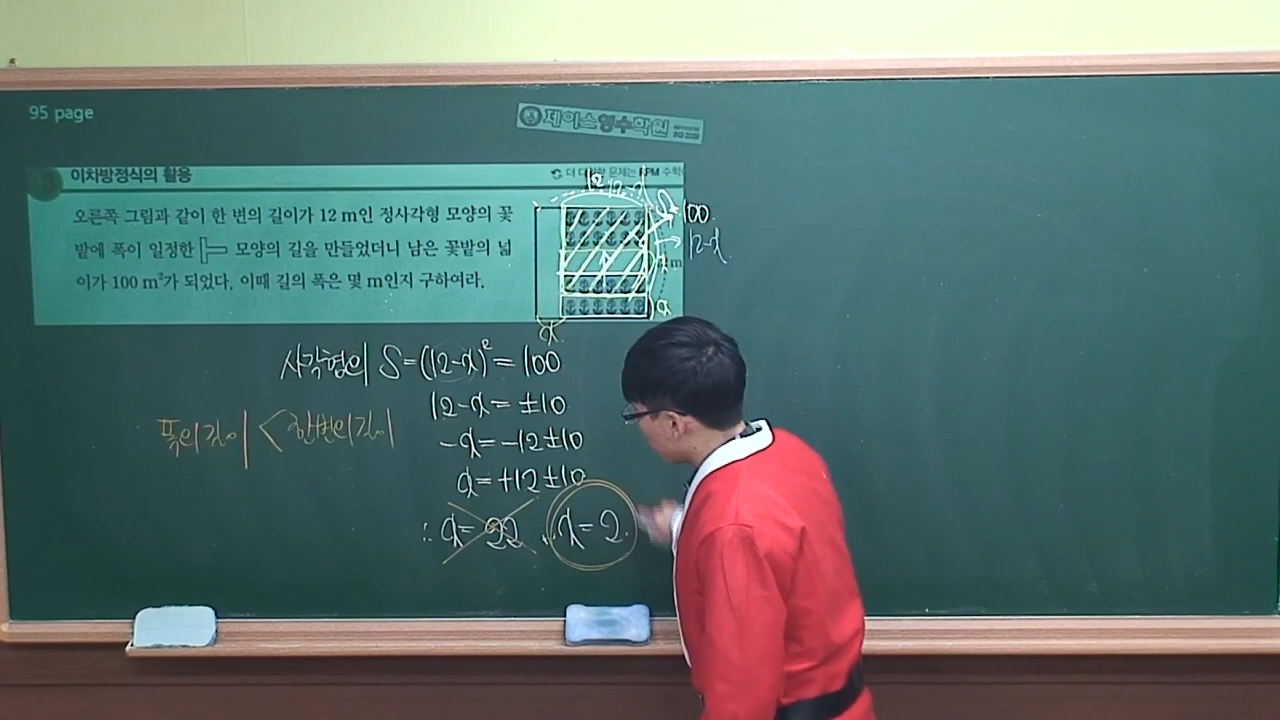 95 page
제이스영수학원
이차방정식의 활용
더 다양한 문제는 RPM 수학
오른쪽 그림과 같이 한 변의 길이가 12 m인 정사각형 모양의 꽃
밭에 폭이 일정한 모양의 길을 만들었더니 남은 꽃밭의 넓
이가 100 m²가 되었다. 이때 길의 폭은 몇 m인지 구하여라.
12 12-x
x
100
12-x
m
x
x
사각형의 S=(12-x)²=100
12-x=±10
폭의길이<한변의길이
-x=-12±10
x=+12±10
∴x=22 ∴x=2